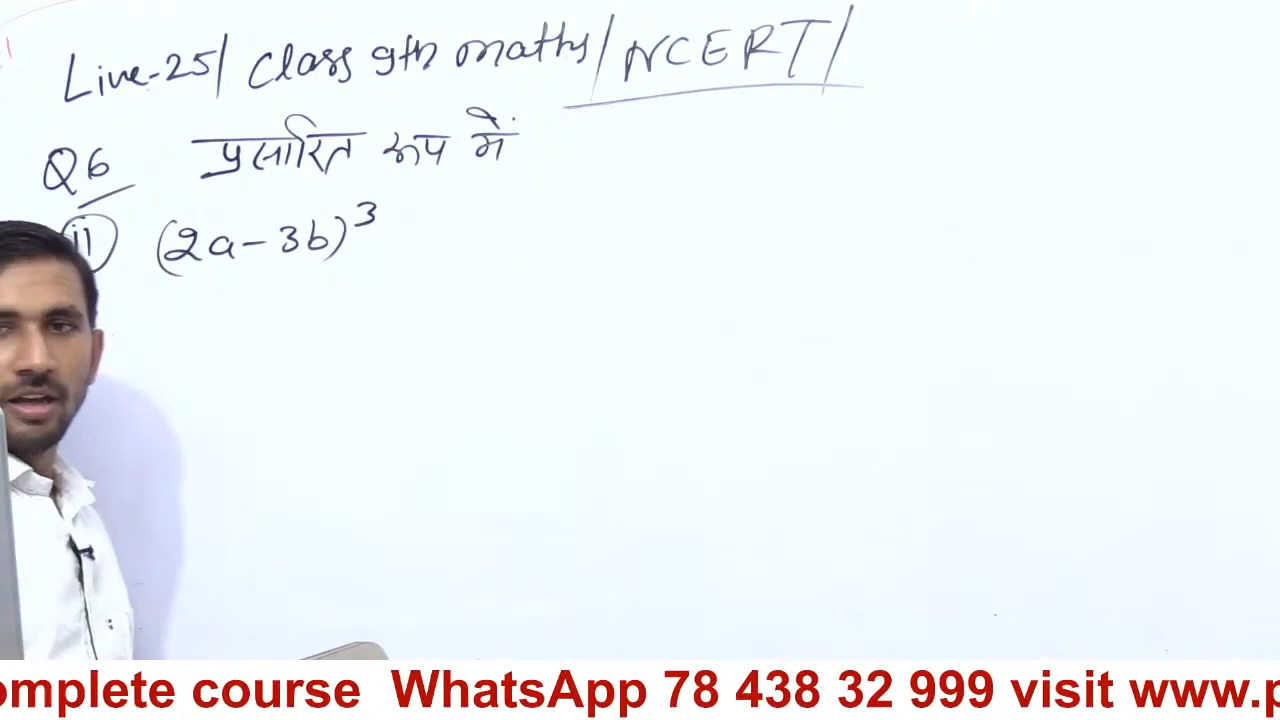 Live-25/ Class 9th maths/NCERT/
Q6 प्रसारित रूप में
ii (2a-3b)³
omplete course WhatsApp 78 438 32 999 visit www.p